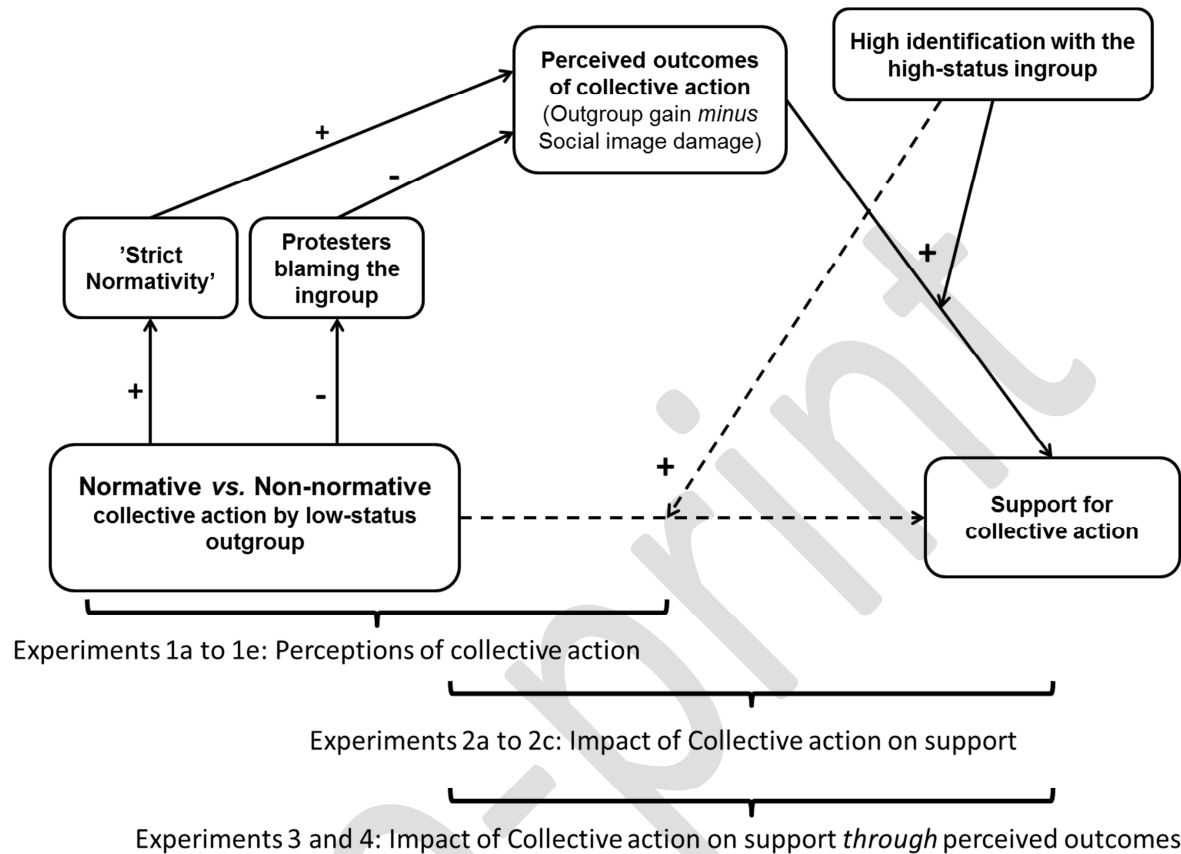 Perceived outcomes
of collective action
(Outgroup gain minus
Social image damage)
High identification with the
high-status ingroup
+
-
’Strict
Normativity’
Protesters
blaming the
ingroup
+
+
-
+
Normative vs. Non-normative
collective action by low-status
outgroup
Support for
collective action
Experiments 1a to 1e: Perceptions of collective action
Experiments 2a to 2c: Impact of Collective action on support
Experiments 3 and 4: Impact of Collective action on support through perceived outcomes
-print